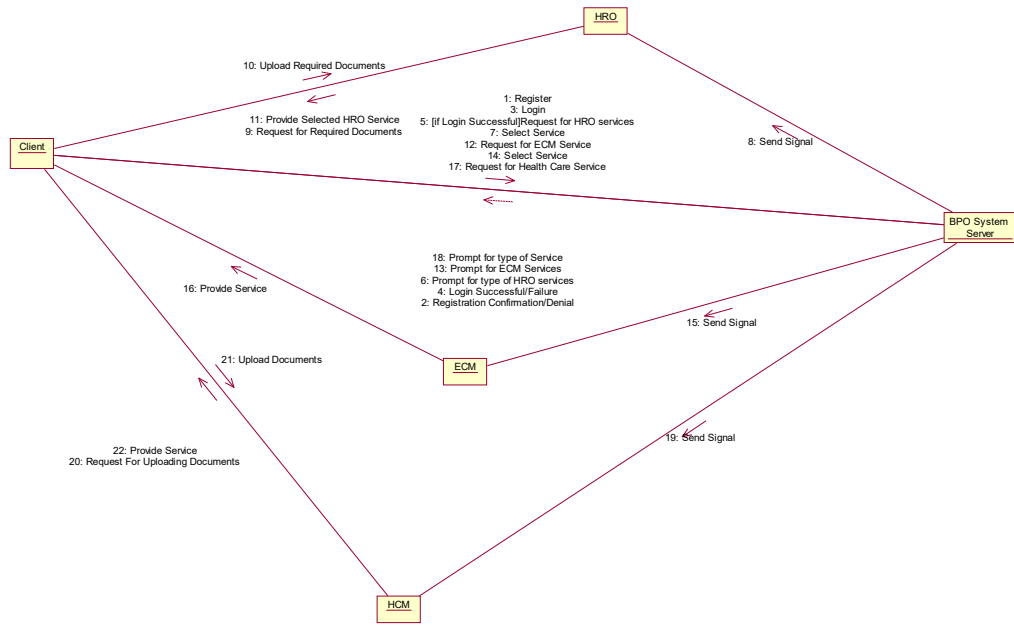 HRO
10: Upload Required Documents
1: Register
3: Login
11: Provide Selected HRO Service
5: [if Login Successful]Request for HRO services
9: Request for Required Documents
7: Select Service
8: Send Signal
Client
12: Request for ECM Service
14: Select Service
17: Request for Health Care Service
BPO System
Server
18: Prompt for type of Service
13: Prompt for ECM Services
6: Prompt for type of HRO services
16: Provide Service
4: Login Successful/Failure
2: Registration Confirmation/Denial
15: Send Signal
21: Upload Documents
ECM
19: Send Signal
22: Provide Service
20: Request For Uploading Documents
HCM